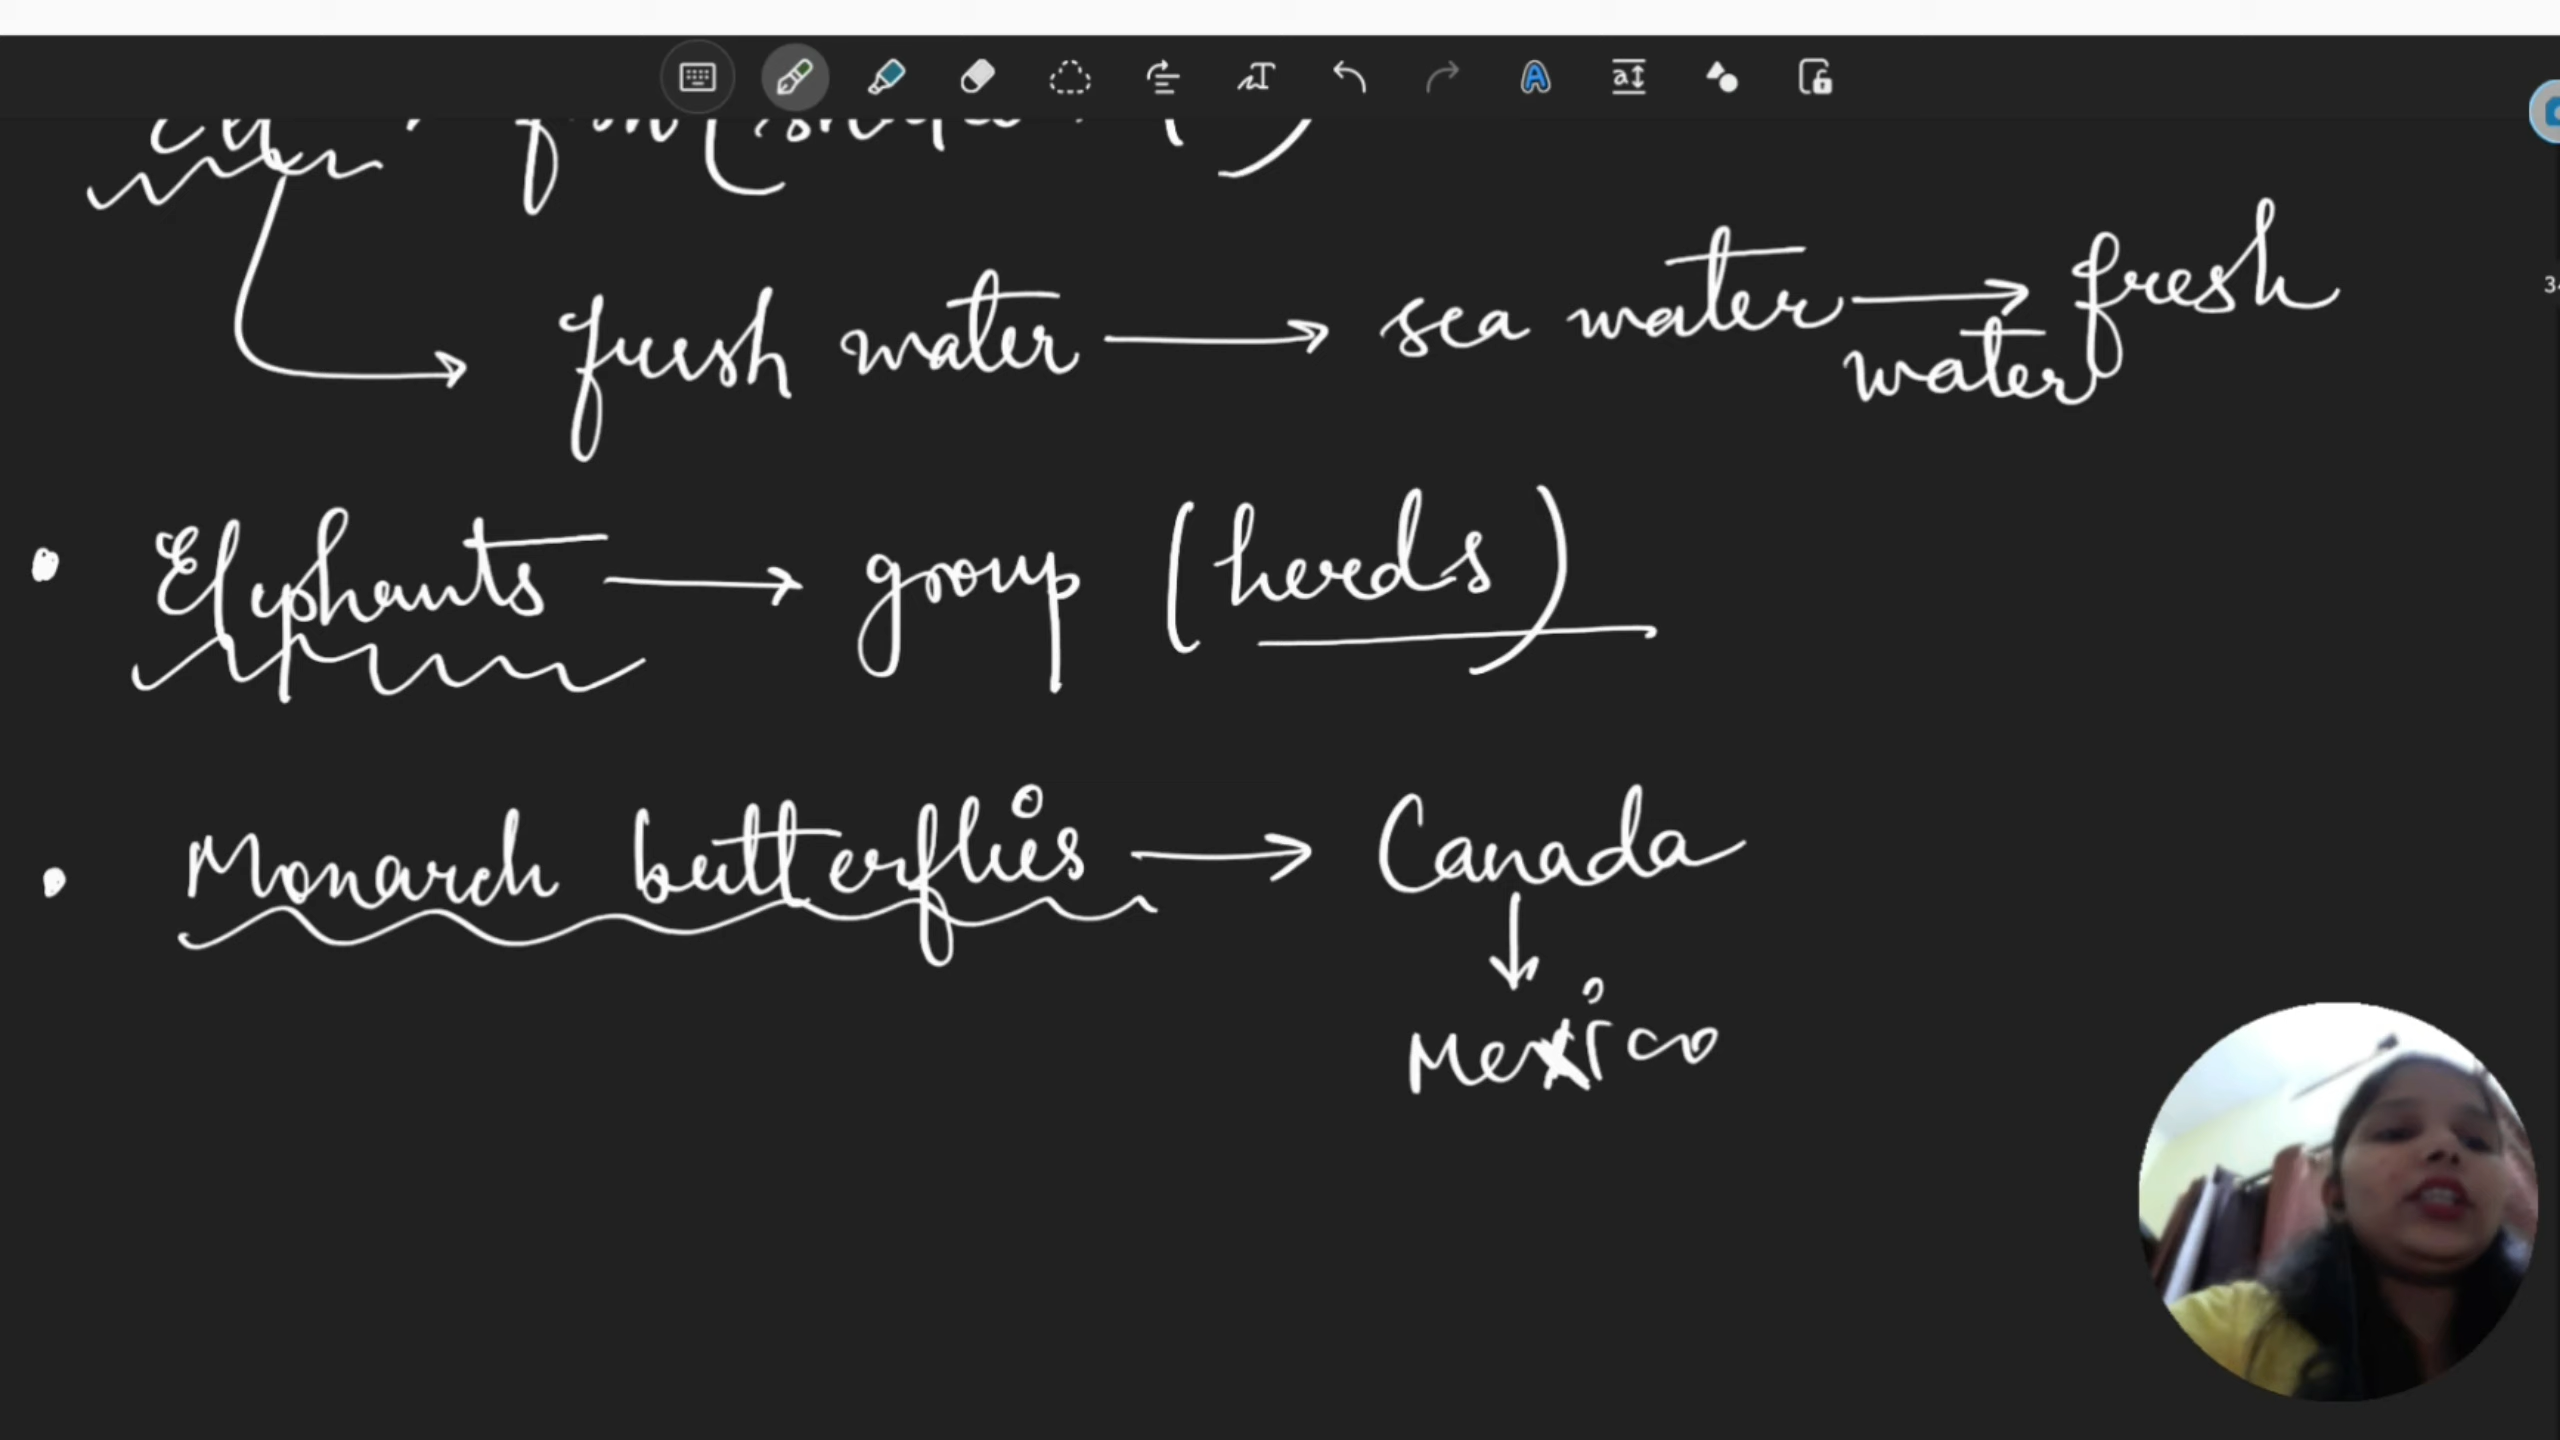 fresh water → sea water → fresh
water
• Elephants → group (herds)
• Monarch butterflies → Canada
↓
Mexico